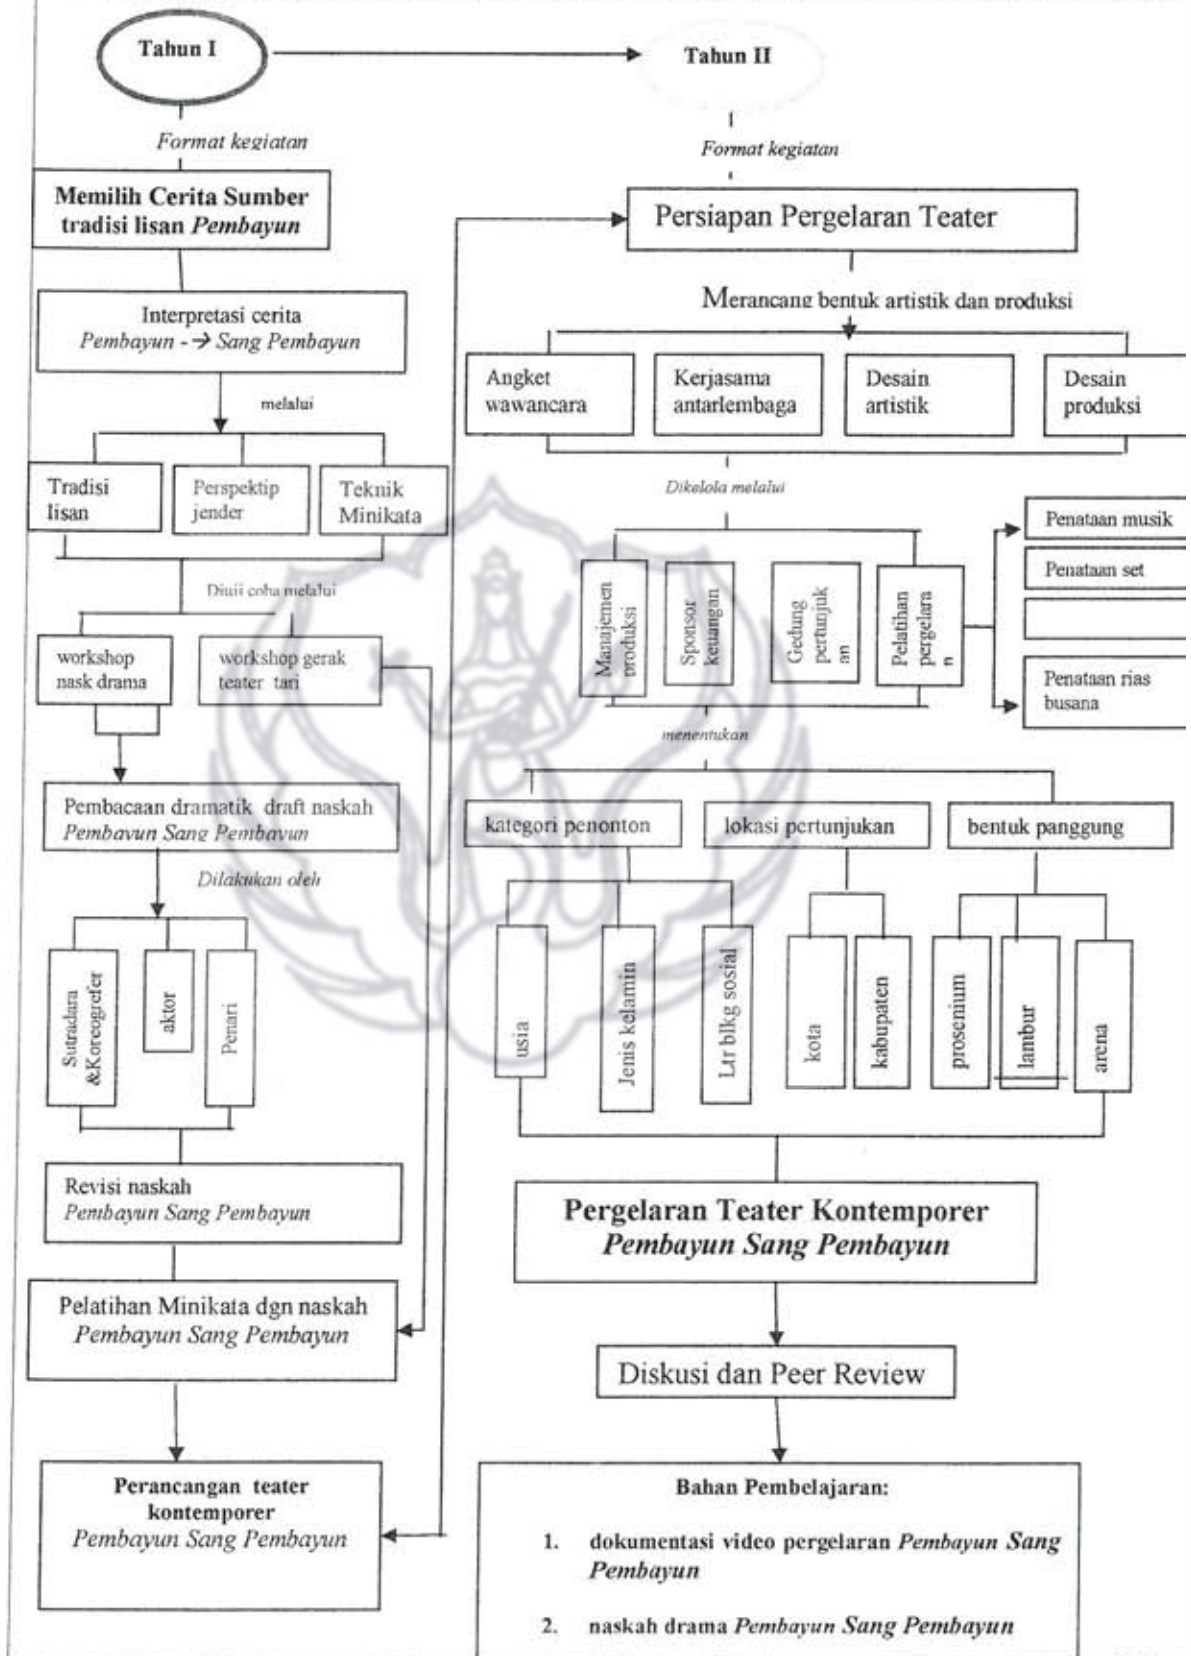 Tahun I
Format kegiatan
Memilih Cerita Sumber
tradisi lisan Pembayun
Interpretasi cerita
Pembayun - → Sang Pembayun
melalui
Tradisi
lisan
Perspektip
jender
Teknik
Minikata
Diuii coba melalui
workshop
nask drama
workshop gerak
teater tari
Pembacaan dramatik draft naskah
Pembayun Sang Pembayun
Dilakukan oleh
Sutradara
&Koreogrefer
aktor
Penari
Revisi naskah
Pembayun Sang Pembayun
Pelatihan Minikata dgn naskah
Pembayun Sang Pembayun
Perancangan teater
kontemporer
Pembayun Sang Pembayun
Tahun II
Format kegiatan
Persiapan Pergelaran Teater
Merancang bentuk artistik dan produksi
Angket
wawancara
Kerjasama
antarlembaga
Desain
artistik
Desain
produksi
Dikelola melalui
Manajemen
produksi
Sponsor
keuangan
Gedung
pertunjuk
an
Pelatihan
pergelara
n
Penataan musik
Penataan set
Penataan rias
busana
menentukan
kategori penonton
lokasi pertunjukan
bentuk panggung
usia
Jenis kelamin
Ltr blkg sosial
kota
kabupaten
prosenium
lambur
arena
Pergelaran Teater Kontemporer
Pembayun Sang Pembayun
Diskusi dan Peer Review
Bahan Pembelajaran:
1. dokumentasi video pergelaran Pembayun Sang
Pembayun
2. naskah drama Pembayun Sang Pembayun